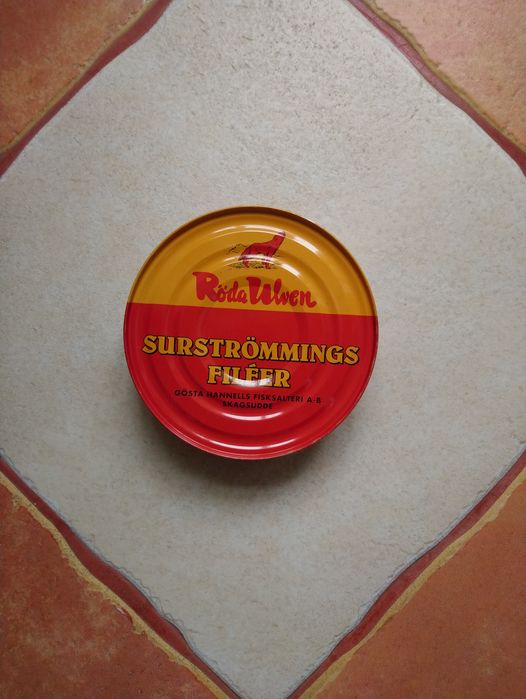 Röda Ulven
SURSTRÖMMINGS
FILÉER
GÖSTA HANNELLS FISKSALTERI A-B
SKAGSUDDE